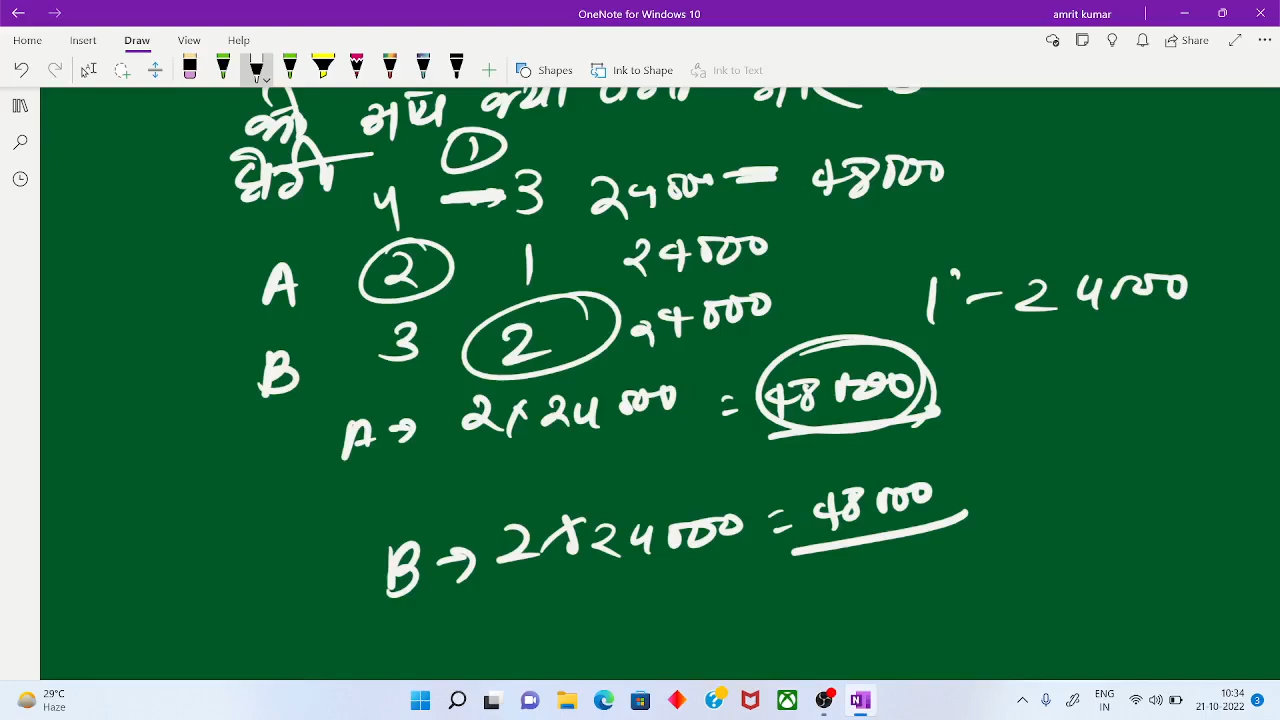 OneNote for Windows 10
amrit kumar
Home Insert Draw View Help
Share
Shapes Ink to Shape Ink to Text
को मध्य क्या
होगी
1
4 → 3 24000 = 48000
A 2 1 24000
B 3 2 24000
1 - 24000
A → 2 × 24000 = 48000
B → 2 × 24000 = 48000
29°C
Haze
ENG
IN
10:34
21-10-2022
3